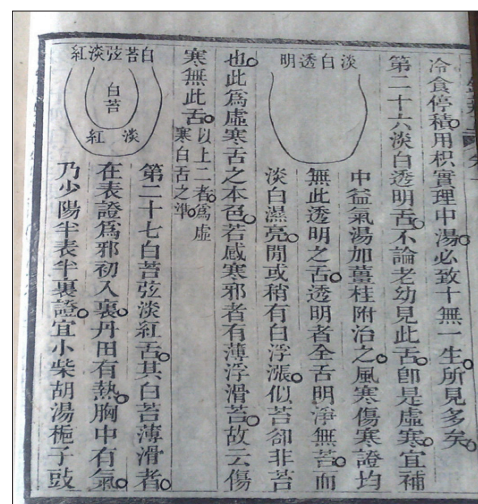 冷食停積用枳實理中湯必致十無一生所見多矣
第二十六淡白透明舌不論老幼見此舌卽是虛寒宜補
淡白透明
中益氣湯加薑桂附治之風寒傷寒證均
無此透明之舌透明者全舌明淨無苔而
淡白濕亮間或稍有白浮漲似苔卻非苔
也此爲虛寒舌之本色若感寒邪者有薄浮滑苔故云傷
寒無此舌以上二者爲虛
寒白舌之準
白苔弦淡紅
白苔
淡紅
第二十七白苔弦淡紅舌其白苔薄滑者
在表證爲邪初入裏丹田有熱胸中有氣
乃少陽半表半裏證宜小柴胡湯梔子豉